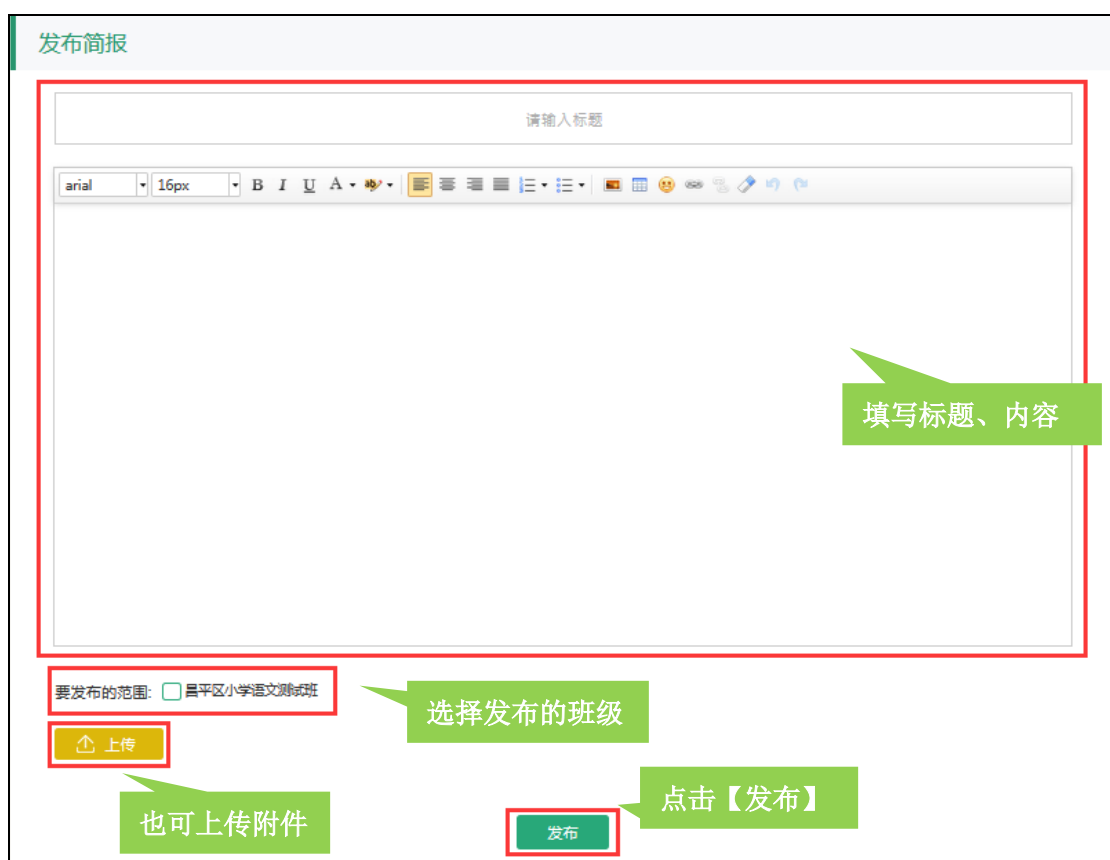 发布简报
请输入标题
arial 16px B I U A
填写标题、内容
要发布的范围: 昌平区小学语文测试班
选择发布的班级
上传
点击【发布】
也可上传附件
发布